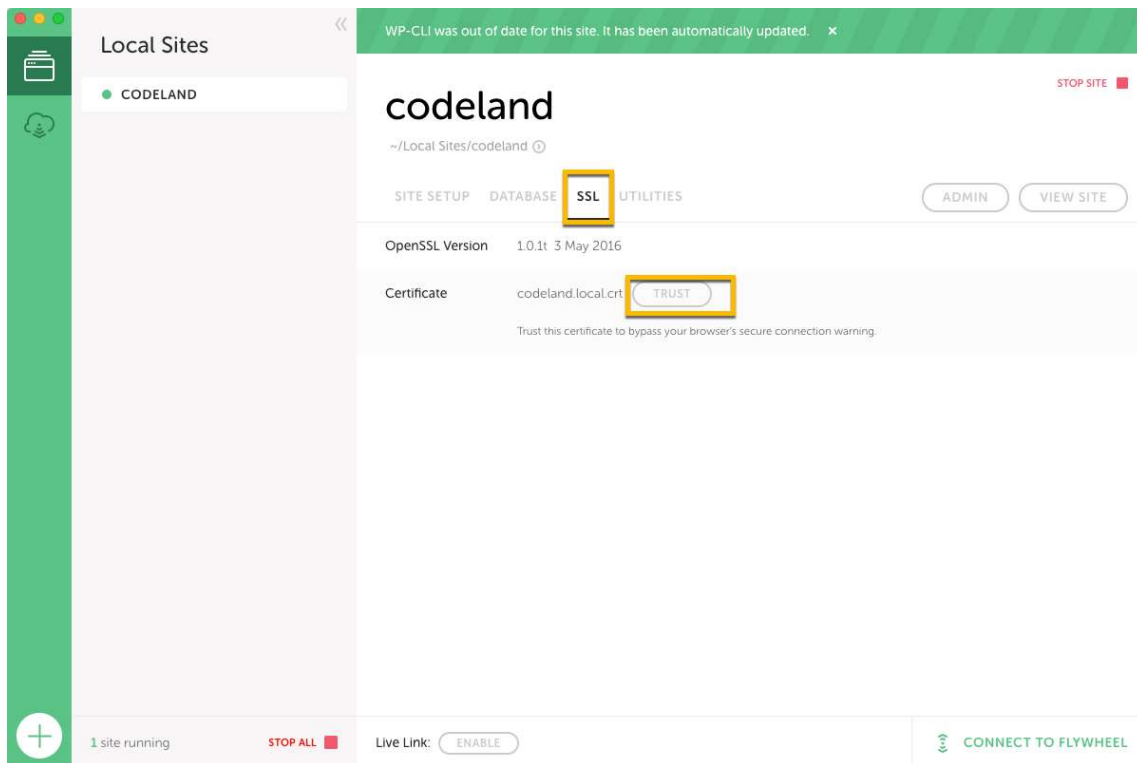 Local Sites
CODELAND
1 site running
STOP ALL
WP-CLI was out of date for this site. It has been automatically updated. ×
codeland
STOP SITE
~/Local Sites/codeland
SITE SETUP DATABASE SSL UTILITIES
ADMIN VIEW SITE
OpenSSL Version 1.0.1t 3 May 2016
Certificate codeland.local.crt TRUST
Trust this certificate to bypass your browser's secure connection warning.
Live Link: ENABLE
CONNECT TO FLYWHEEL